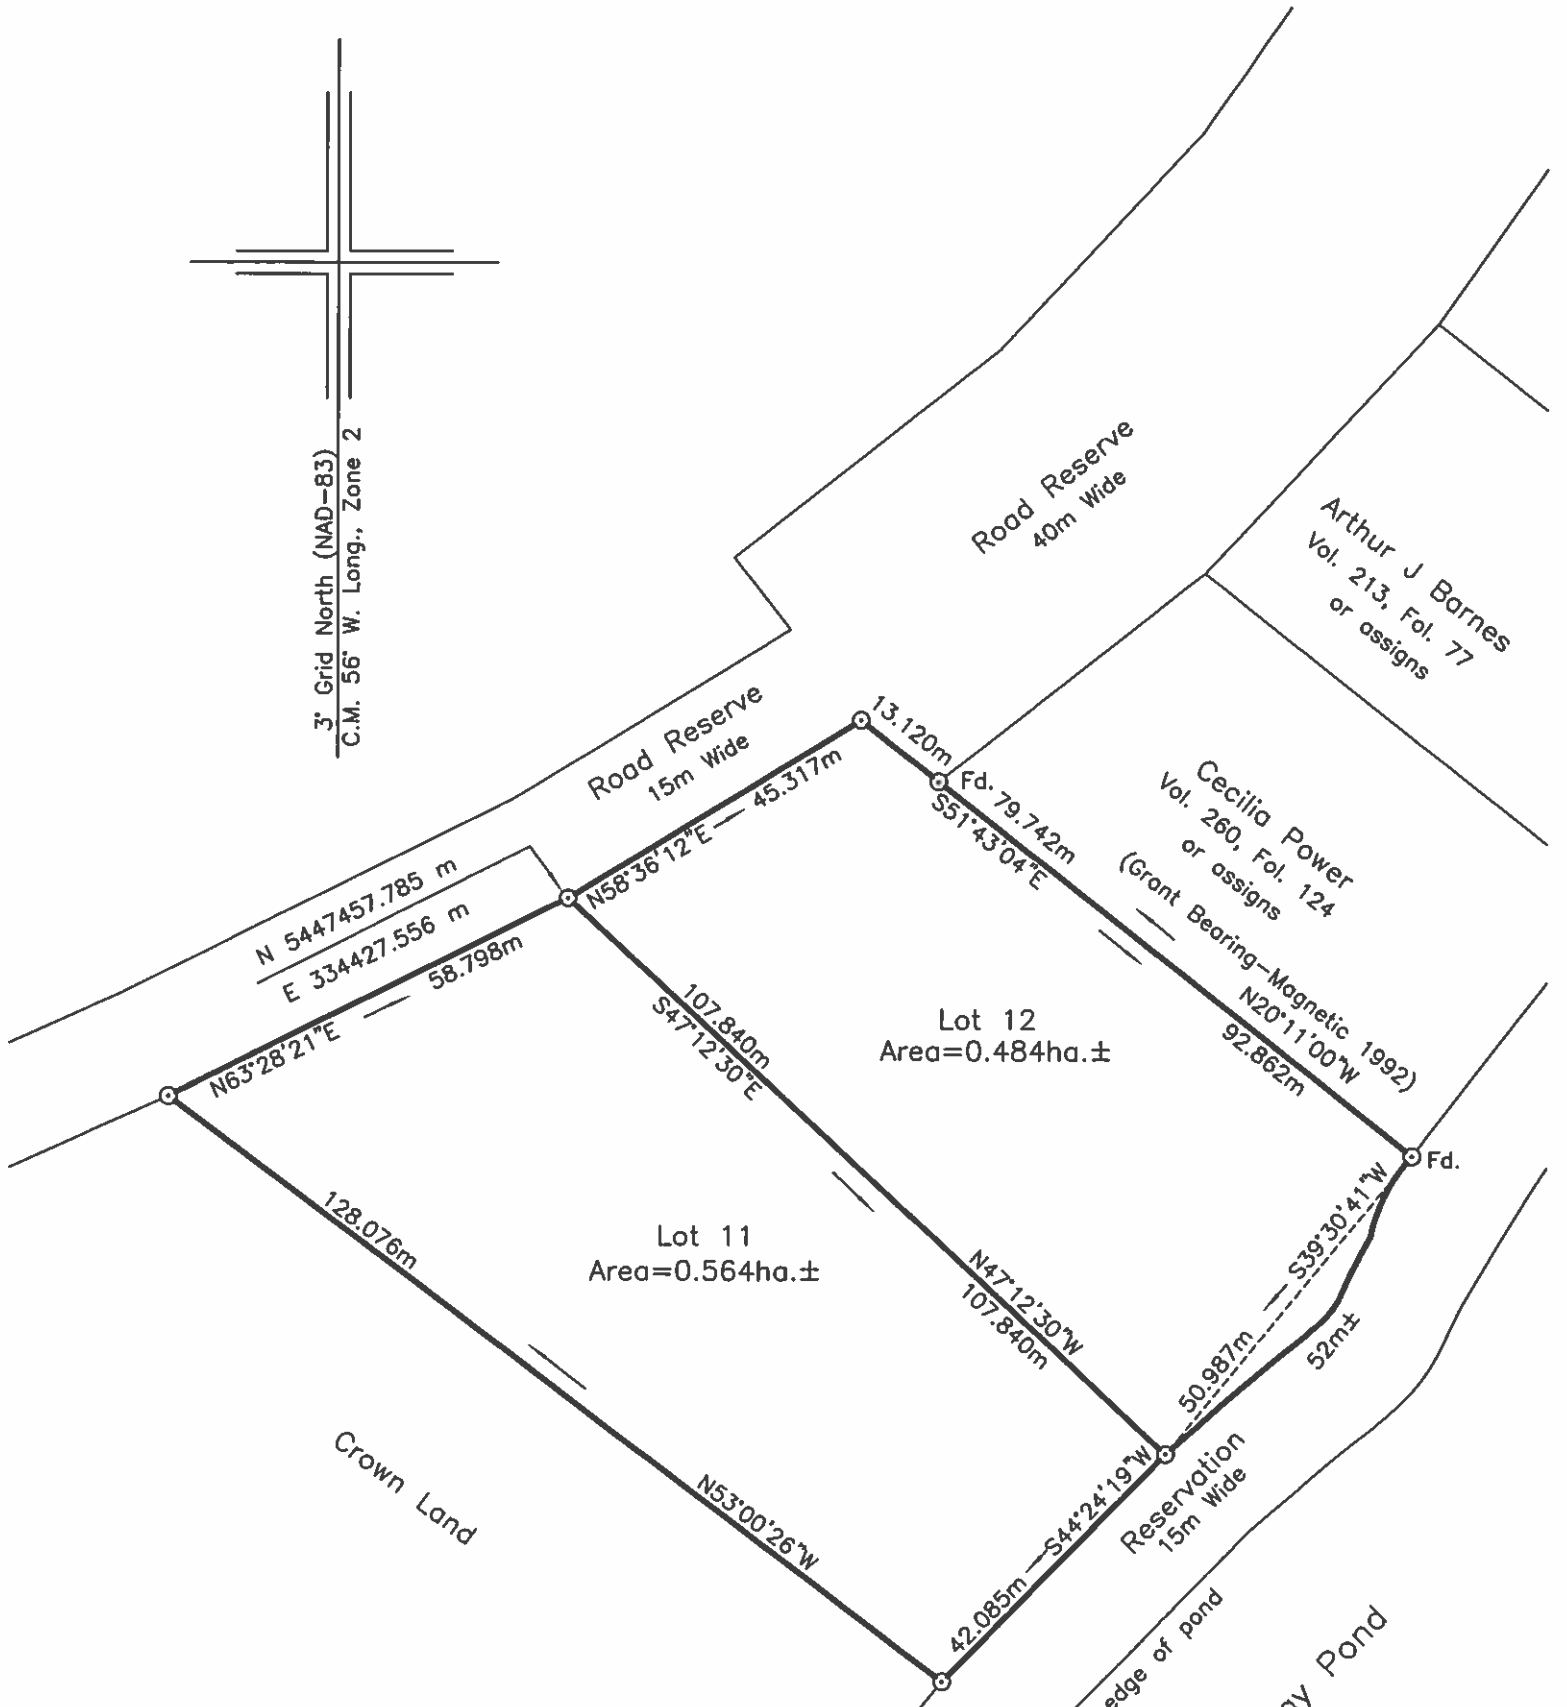 3° Grid North (NAD-83)
C.M. 56° W. Long., Zone 2
Road Reserve
40m Wide
Arthur J Barnes
Vol. 213, Fol. 77
or assigns
Road Reserve
15m Wide
13.120m
Fd.
79.742m
S51°43'04"E
45.317m
N58°36'12"E
Cecilia Power
Vol. 260, Fol. 124
or assigns
(Grant Bearing-Magnetic 1992)
N20°11'00"W
92.862m
N 5447457.785 m
E 334427.556 m
58.798m
N63°28'21"E
107.840m
S47°12'30"E
Lot 12
Area=0.484ha.±
Fd.
S39°30'41"W
50.987m
52m±
128.076m
Lot 11
Area=0.564ha.±
N47°12'30"W
107.840m
Crown Land
N53°00'26"W
S44°24'19"W
42.085m
Reservation
15m Wide
edge of pond
Pond